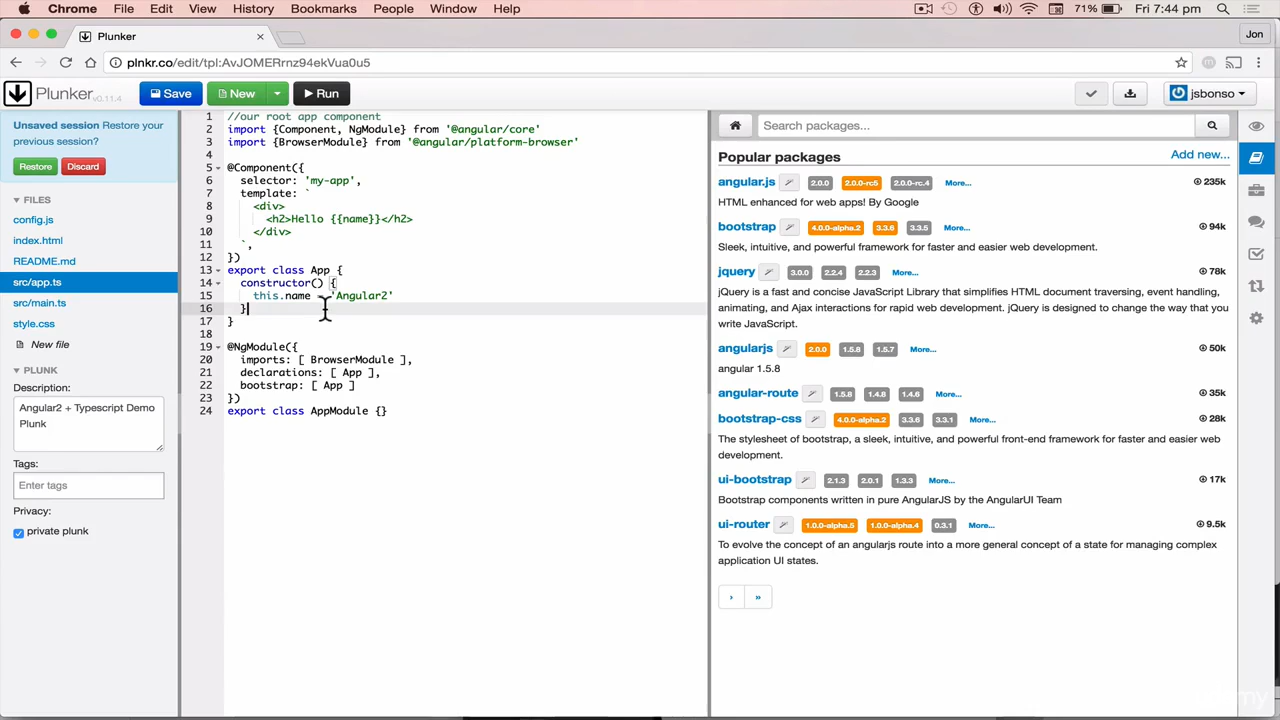 Chrome File Edit View History Bookmarks People Window Help 71% Fri 7:44 pm
Plunker Jon
plnkr.co/edit/tpl:AvJOMERrnz94ekVua0u5
Plunker v0.11.4 Save New Run jsbonso
Unsaved session Restore your previous session?
Restore Discard
FILES
config.js
index.html
README.md
src/app.ts
src/main.ts
style.css
New file
PLUNK
Description:
Angular2 + Typescript Demo
Plunk
Tags:
Enter tags
Privacy:
private plunk
1 //our root app component
2 import {Component, NgModule} from '@angular/core'
3 import {BrowserModule} from '@angular/platform-browser'
4
5 @Component({
6 selector: 'my-app',
7 template: `
8 <div>
9 <h2>Hello {{name}}</h2>
10 </div>
11 `,
12 })
13 export class App {
14 constructor() {
15 this.name = 'Angular2'
16 }
17 }
18
19 @NgModule({
20 imports: [ BrowserModule ],
21 declarations: [ App ],
22 bootstrap: [ App ]
23 })
24 export class AppModule {}
Search packages...
Popular packages Add new...
angular.js 2.0.0 2.0.0-rc5 2.0.0-rc.4 More... 235k
HTML enhanced for web apps! By Google
bootstrap 4.0.0-alpha.2 3.3.6 3.3.5 More... 94k
Sleek, intuitive, and powerful framework for faster and easier web development.
jquery 3.0.0 2.2.4 2.2.3 More... 78k
jQuery is a fast and concise JavaScript Library that simplifies HTML document traversing, event handling,
animating, and Ajax interactions for rapid web development. jQuery is designed to change the way that you
write JavaScript.
angularjs 2.0.0 1.5.8 1.5.7 More... 50k
angular 1.5.8
angular-route 1.5.8 1.4.8 1.4.6 More... 35k
bootstrap-css 4.0.0-alpha.2 3.3.6 3.3.1 More... 28k
The stylesheet of bootstrap, a sleek, intuitive, and powerful front-end framework for faster and easier web
development.
ui-bootstrap 2.1.3 2.0.1 1.3.3 More... 17k
Bootstrap components written in pure AngularJS by the AngularUI Team
ui-router 1.0.0-alpha.5 1.0.0-alpha.4 0.3.1 More... 9.5k
To evolve the concept of an angularjs route into a more general concept of a state for managing complex
application UI states.
› »